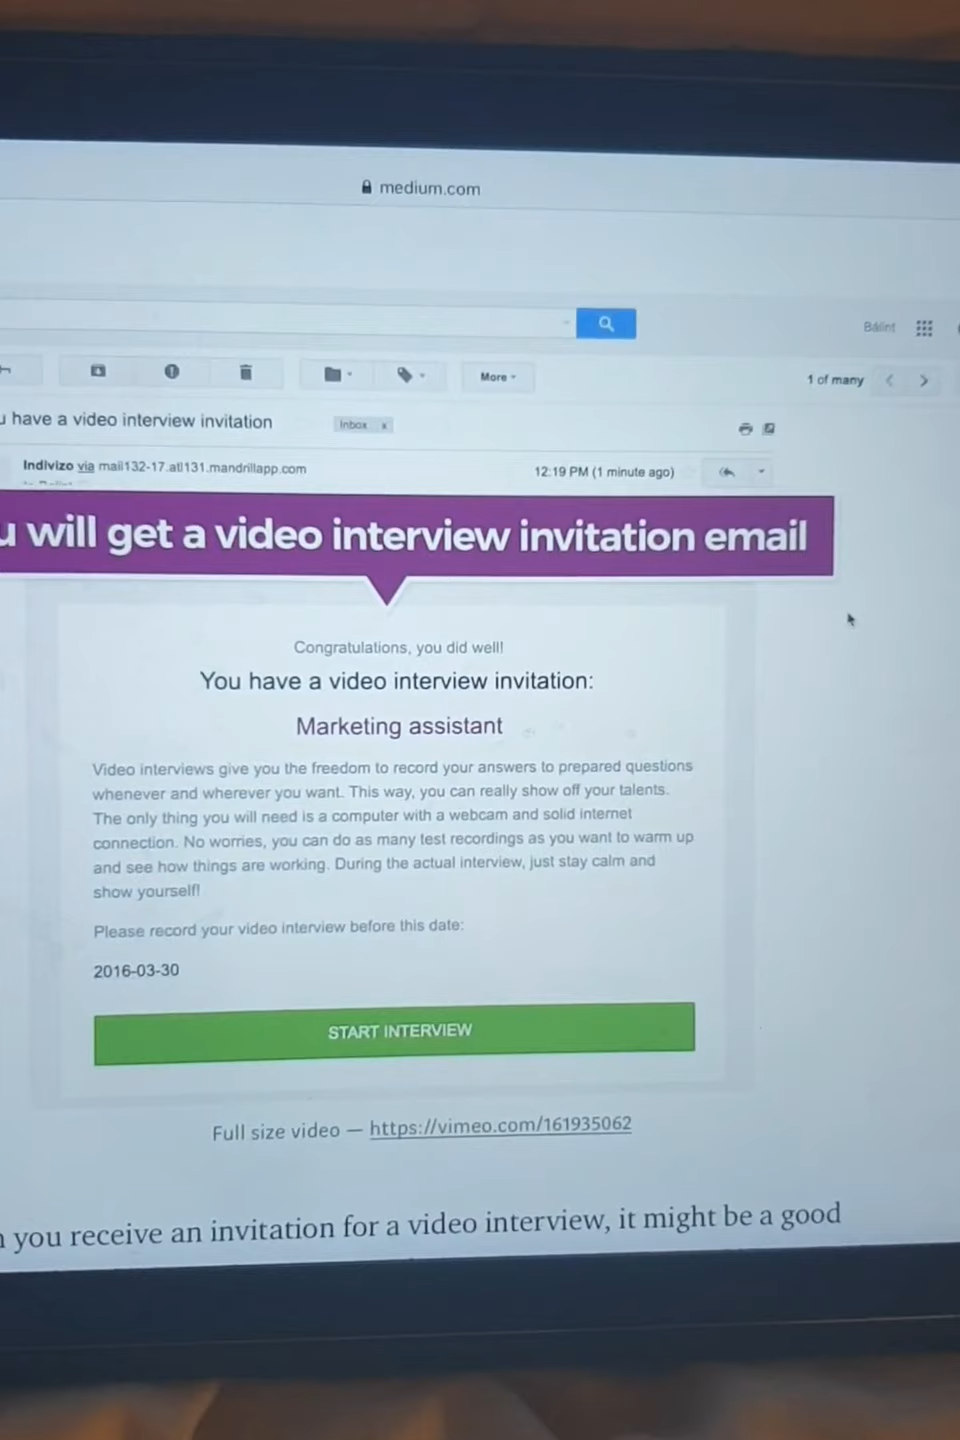 medium.com
Bálint
More
1 of many
have a video interview invitation
Inbox x
Indivizo via mail132-17.atl131.mandrillapp.com
12:19 PM (1 minute ago)
will get a video interview invitation email
Congratulations, you did well!
You have a video interview invitation:
Marketing assistant
Video interviews give you the freedom to record your answers to prepared questions
whenever and wherever you want. This way, you can really show off your talents.
The only thing you will need is a computer with a webcam and solid internet
connection. No worries, you can do as many test recordings as you want to warm up
and see how things are working. During the actual interview, just stay calm and
show yourself!
Please record your video interview before this date:
2016-03-30
START INTERVIEW
Full size video — https://vimeo.com/161935062
you receive an invitation for a video interview, it might be a good